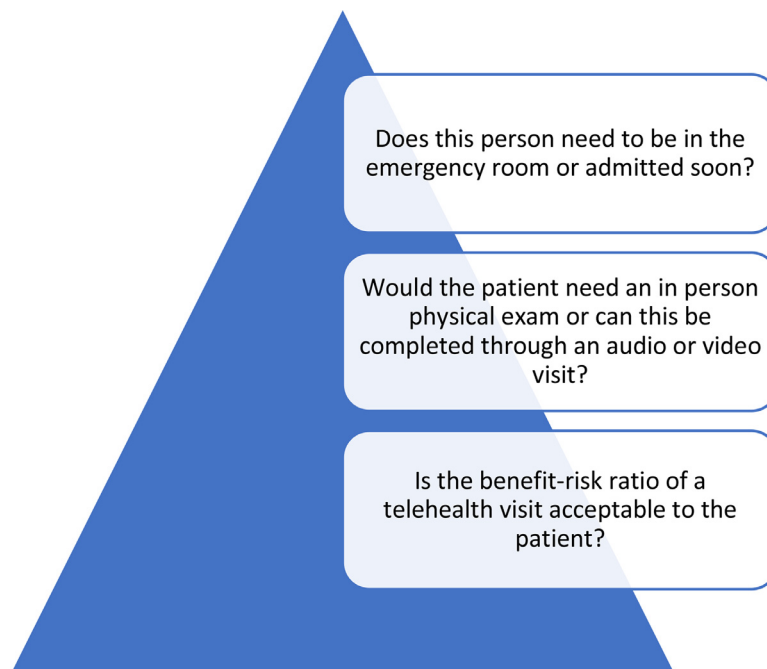 Does this person need to be in the
emergency room or admitted soon?
Would the patient need an in person
physical exam or can this be
completed through an audio or video
visit?
Is the benefit-risk ratio of a
telehealth visit acceptable to the
patient?